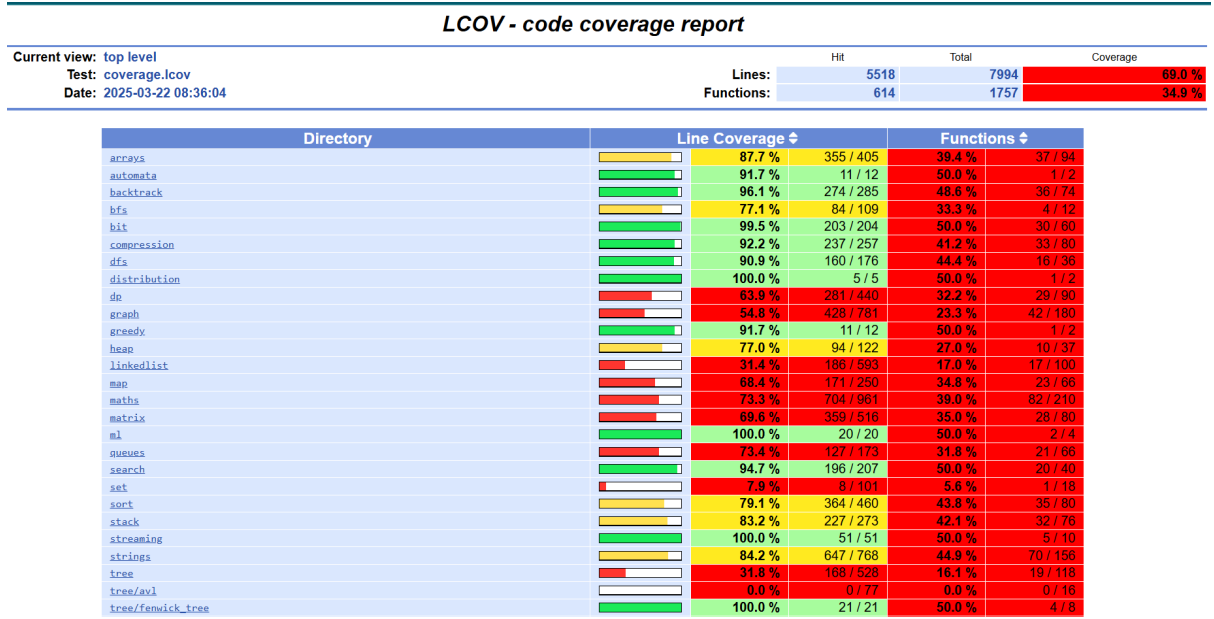 LCOV - code coverage report
Current view: top level Hit Total Coverage
Test: coverage.lcov Lines: 5518 7994 69.0 %
Date: 2025-03-22 08:36:04 Functions: 614 1757 34.9 %
Directory Line Coverage Functions
arrays 87.7 % 355 / 405 39.4 % 37 / 94
automata 91.7 % 11 / 12 50.0 % 1 / 2
backtrack 96.1 % 274 / 285 48.6 % 36 / 74
bfs 77.1 % 84 / 109 33.3 % 4 / 12
bit 99.5 % 203 / 204 50.0 % 30 / 60
compression 92.2 % 237 / 257 41.2 % 33 / 80
dfs 90.9 % 160 / 176 44.4 % 16 / 36
distribution 100.0 % 5 / 5 50.0 % 1 / 2
dp 63.9 % 281 / 440 32.2 % 29 / 90
graph 54.8 % 428 / 781 23.3 % 42 / 180
greedy 91.7 % 11 / 12 50.0 % 1 / 2
heap 77.0 % 94 / 122 27.0 % 10 / 37
linkedlist 31.4 % 186 / 593 17.0 % 17 / 100
map 68.4 % 171 / 250 34.8 % 23 / 66
maths 73.3 % 704 / 961 39.0 % 82 / 210
matrix 69.6 % 359 / 516 35.0 % 28 / 80
ml 100.0 % 20 / 20 50.0 % 2 / 4
queues 73.4 % 127 / 173 31.8 % 21 / 66
search 94.7 % 196 / 207 50.0 % 20 / 40
set 7.9 % 8 / 101 5.6 % 1 / 18
sort 79.1 % 364 / 460 43.8 % 35 / 80
stack 83.2 % 227 / 273 42.1 % 32 / 76
streaming 100.0 % 51 / 51 50.0 % 5 / 10
strings 84.2 % 647 / 768 44.9 % 70 / 156
tree 31.8 % 168 / 528 16.1 % 19 / 118
tree/avl 0.0 % 0 / 77 0.0 % 0 / 16
tree/fenwick_tree 100.0 % 21 / 21 50.0 % 4 / 8